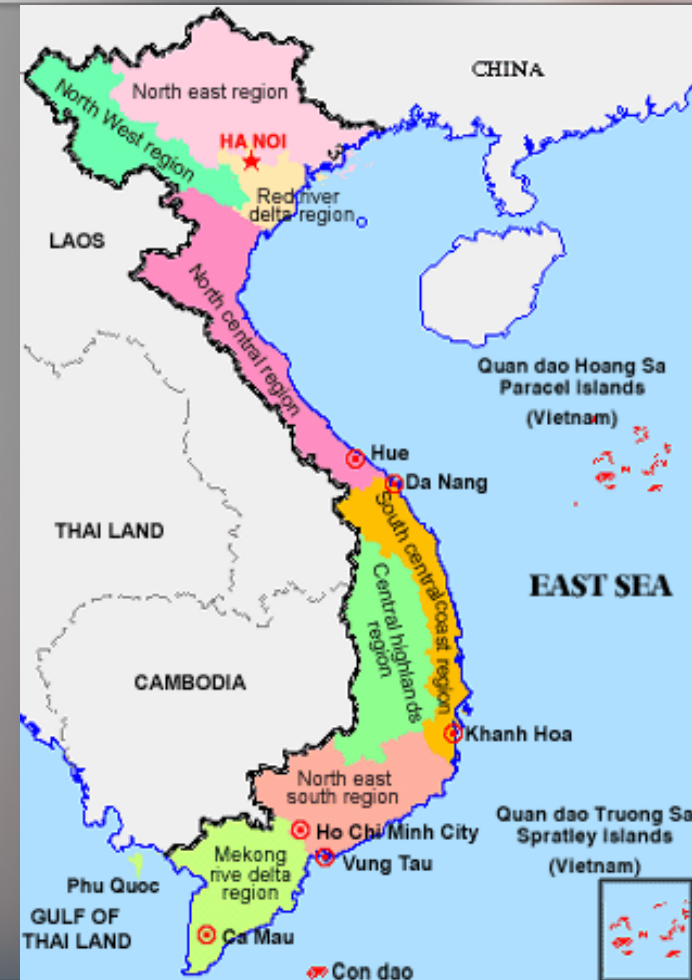 CHINA
North east region
North West region
HA NOI
Red river
delta region
LAOS
North central region
Quan dao Hoang Sa
Paracel Islands
(Vietnam)
Hue
Da Nang
South central coast region
THAI LAND
EAST SEA
Central highlands
region
CAMBODIA
Khanh Hoa
North east
south region
Quan dao Truong Sa
Spratley Islands
(Vietnam)
Ho Chi Minh City
Vung Tau
Mekong
rive delta
region
Phu Quoc
GULF OF
THAI LAND
Ca Mau
Con dao